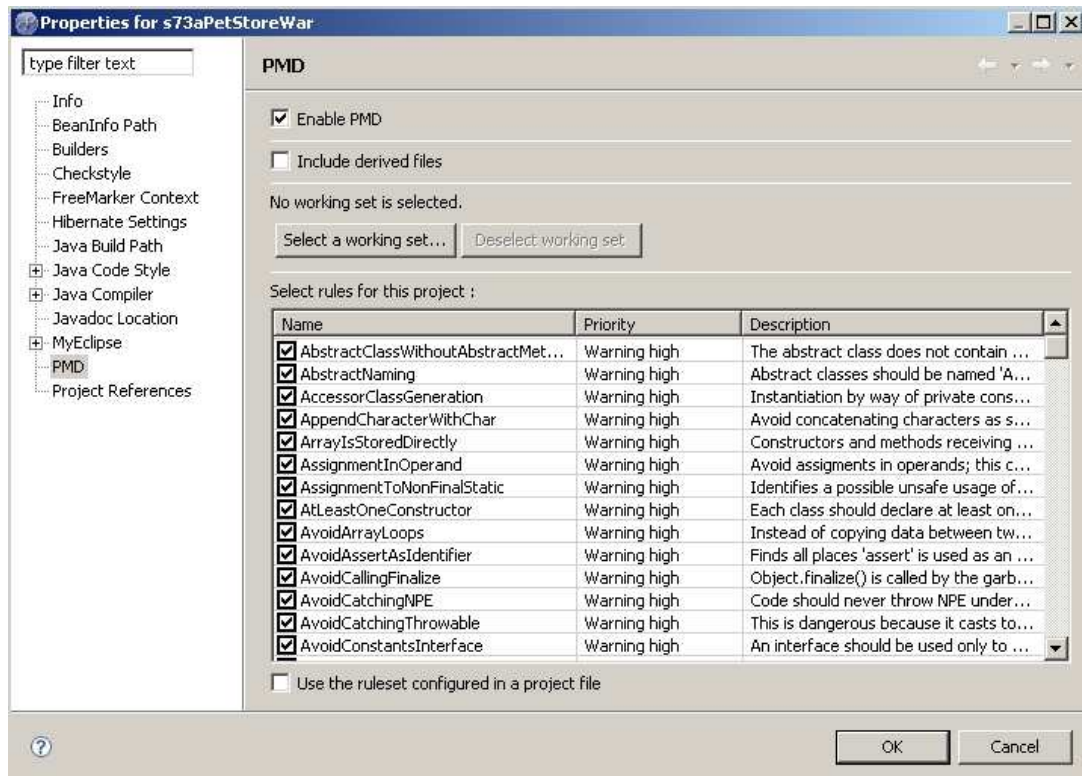 Properties for s73aPetStoreWar
type filter text
Info
BeanInfo Path
Builders
Checkstyle
FreeMarker Context
Hibernate Settings
Java Build Path
Java Code Style
Java Compiler
Javadoc Location
MyEclipse
PMD
Project References
PMD
Enable PMD
Include derived files
No working set is selected.
Select a working set... Deselect working set
Select rules for this project :
Name Priority Description
AbstractClassWithoutAbstractMet... Warning high The abstract class does not contain ...
AbstractNaming Warning high Abstract classes should be named 'A...
AccessorClassGeneration Warning high Instantiation by way of private cons...
AppendCharacterWithChar Warning high Avoid concatenating characters as s...
ArrayIsStoredDirectly Warning high Constructors and methods receiving ...
AssignmentInOperand Warning high Avoid assigments in operands; this c...
AssignmentToNonFinalStatic Warning high Identifies a possible unsafe usage of...
AtLeastOneConstructor Warning high Each class should declare at least on...
AvoidArrayLoops Warning high Instead of copying data between tw...
AvoidAssertAsIdentifier Warning high Finds all places 'assert' is used as an ...
AvoidCallingFinalize Warning high Object.finalize() is called by the garb...
AvoidCatchingNPE Warning high Code should never throw NPE under...
AvoidCatchingThrowable Warning high This is dangerous because it casts to...
AvoidConstantsInterface Warning high An interface should be used only to ...
Use the ruleset configured in a project file
OK Cancel